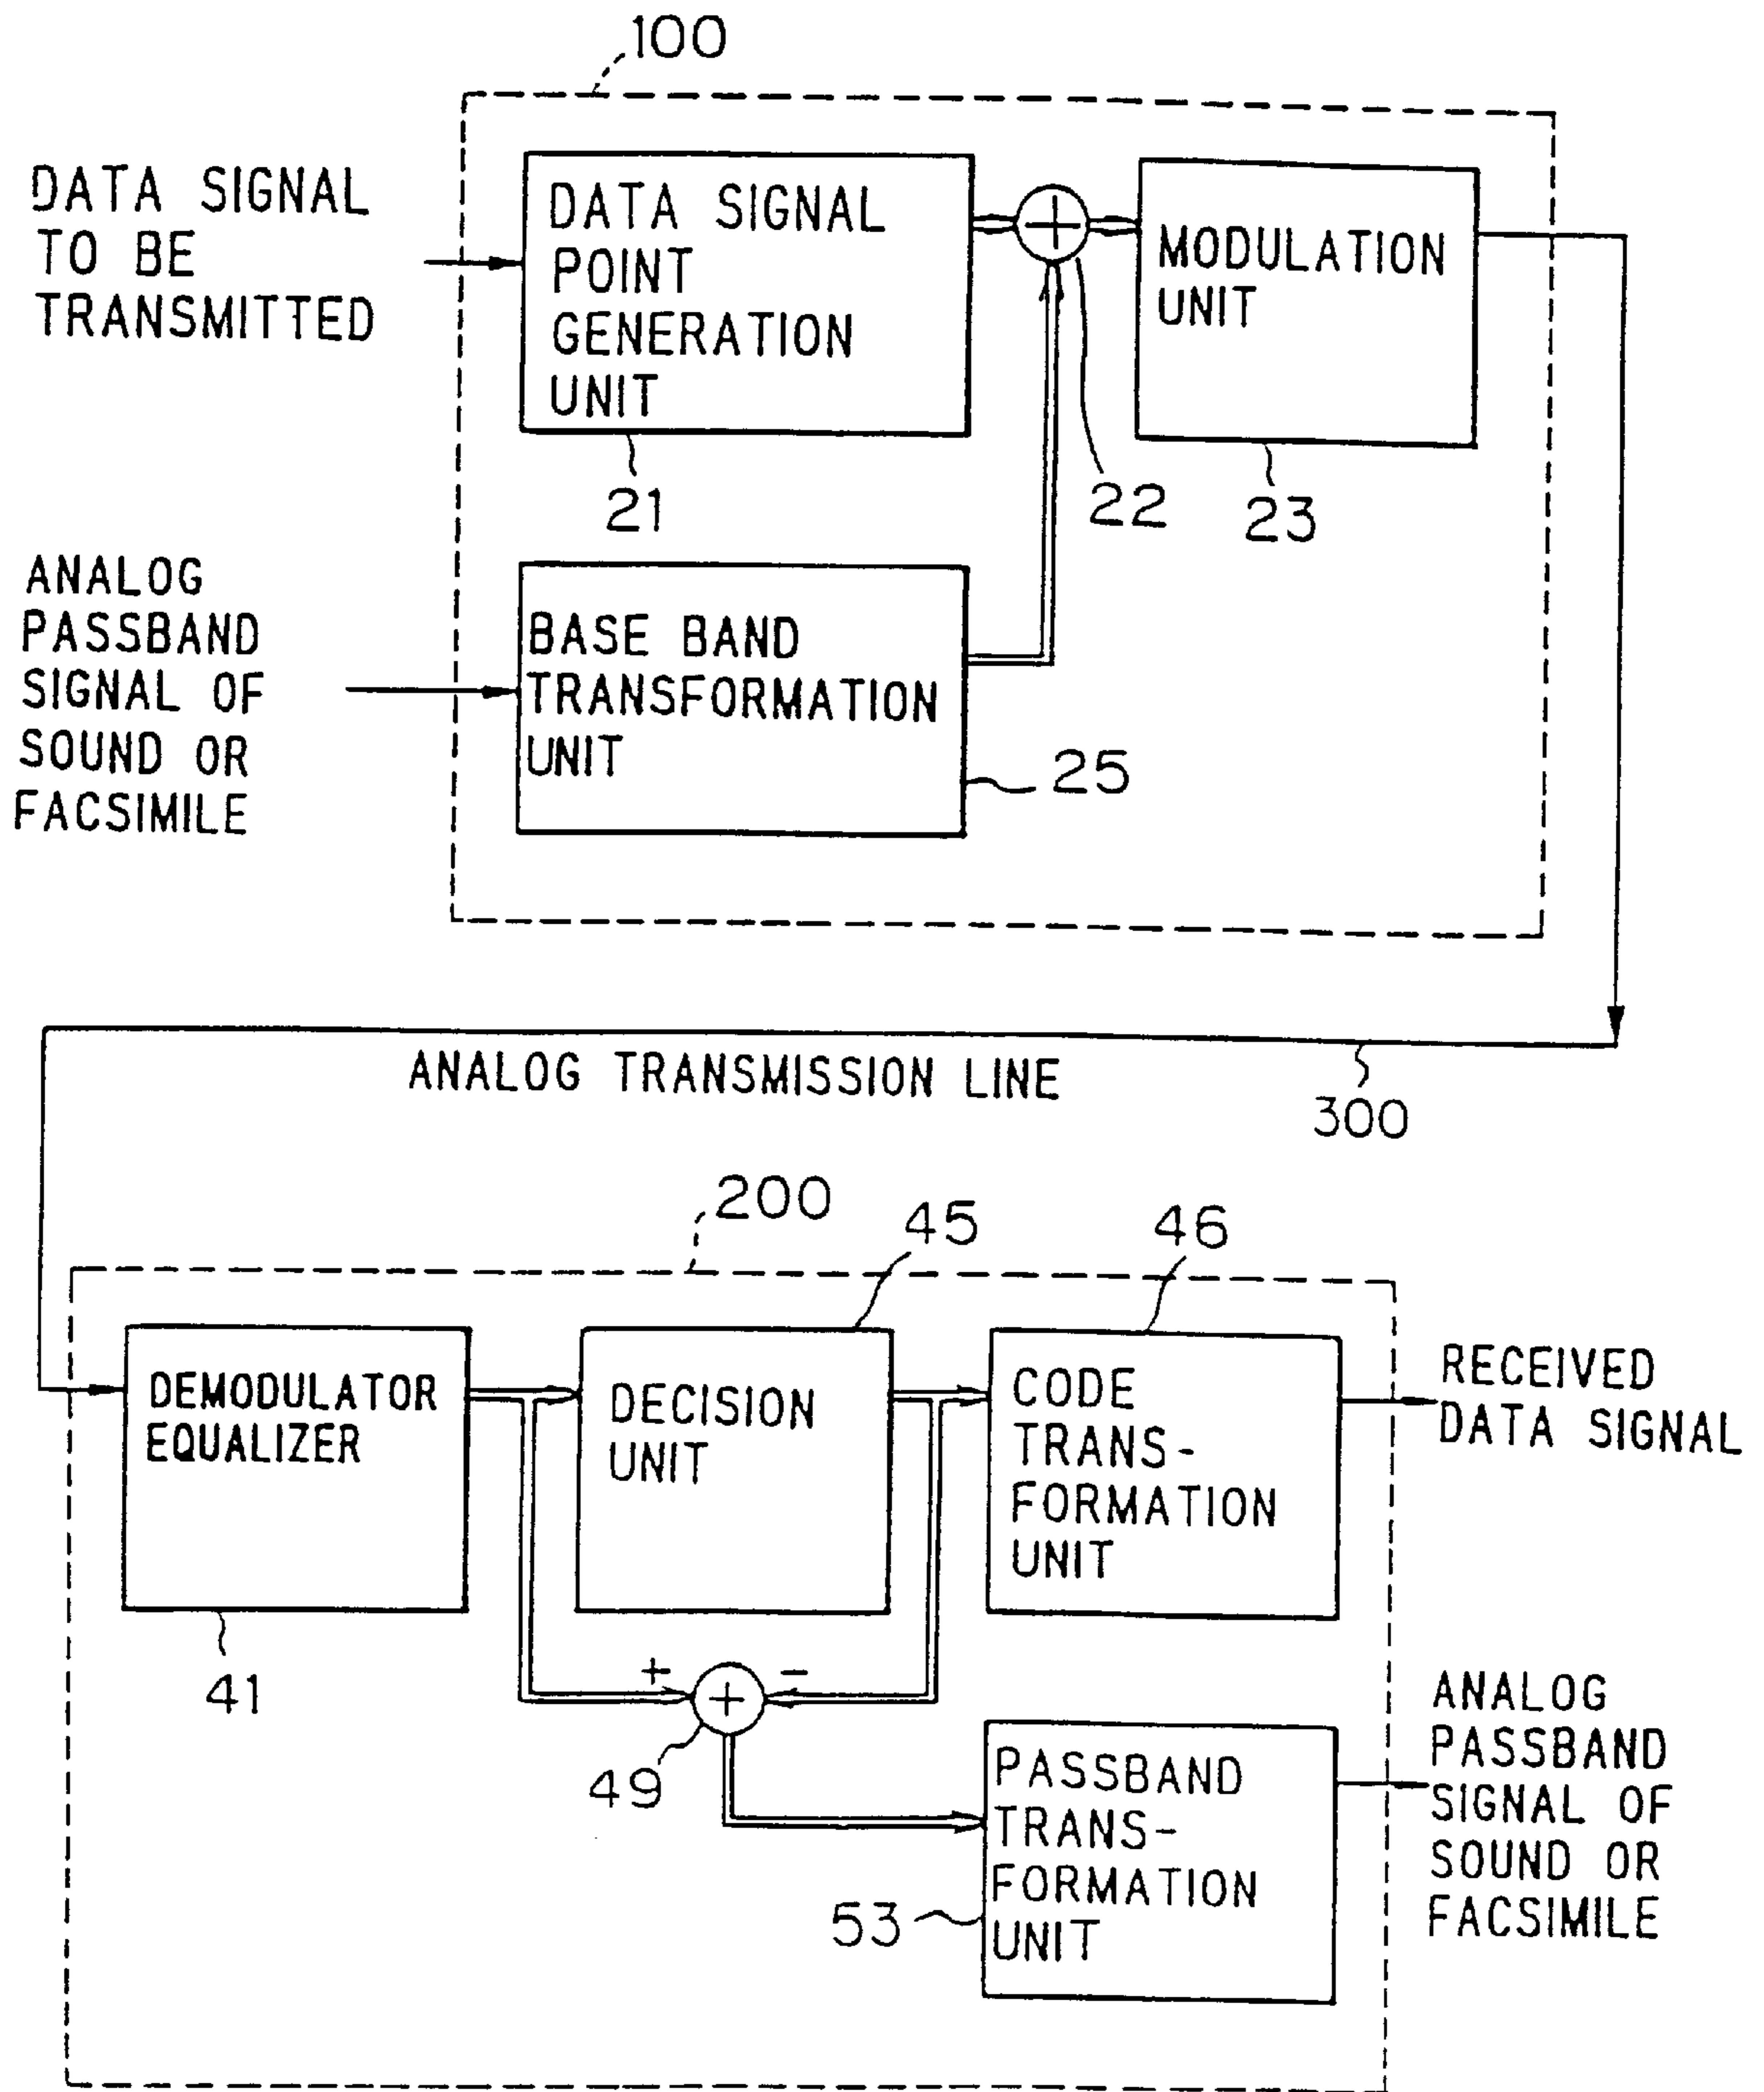 100
DATA SIGNAL
TO BE
TRANSMITTED
DATA SIGNAL
POINT
GENERATION
UNIT
+
MODULATION
UNIT
21
22
23
ANALOG
PASSBAND
SIGNAL OF
SOUND OR
FACSIMILE
BASE BAND
TRANSFORMATION
UNIT
25
ANALOG TRANSMISSION LINE
300
200
45
46
DEMODULATOR
EQUALIZER
DECISION
UNIT
CODE
TRANS-
FORMATION
UNIT
RECEIVED
DATA SIGNAL
41
+
-
+
49
PASSBAND
TRANS-
FORMATION
UNIT
53
ANALOG
PASSBAND
SIGNAL OF
SOUND OR
FACSIMILE